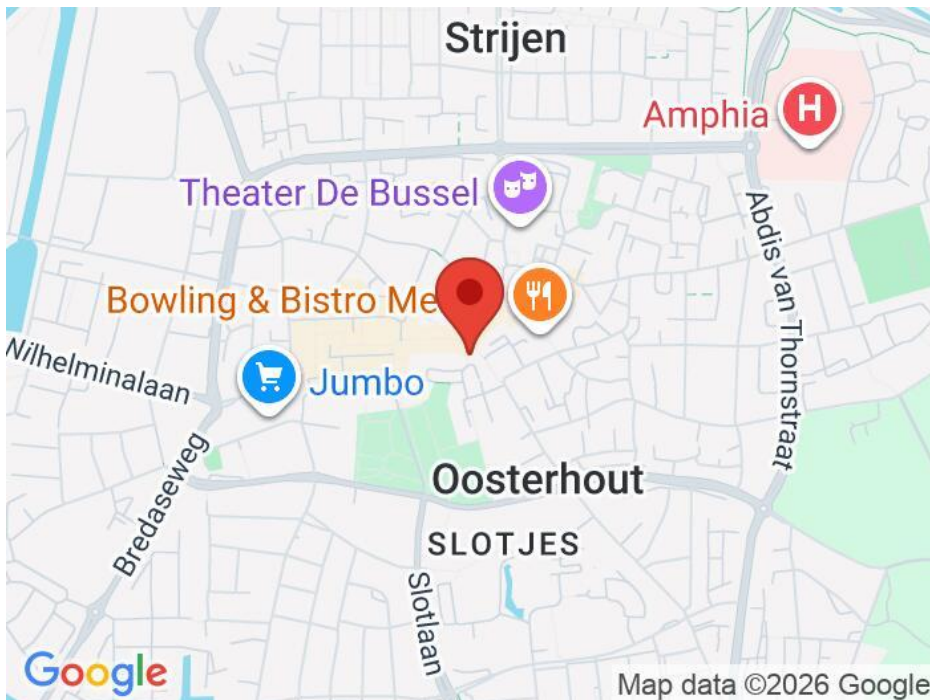 Strijen
Amphia
H
Theater De Bussel
Abdis van Thornstraat
Bowling & Bistro Me
Wilhelminalaan
Jumbo
Bredaseweg
Oosterhout
SLOTJES
Slotlaan
Google
Map data ©2026 Google